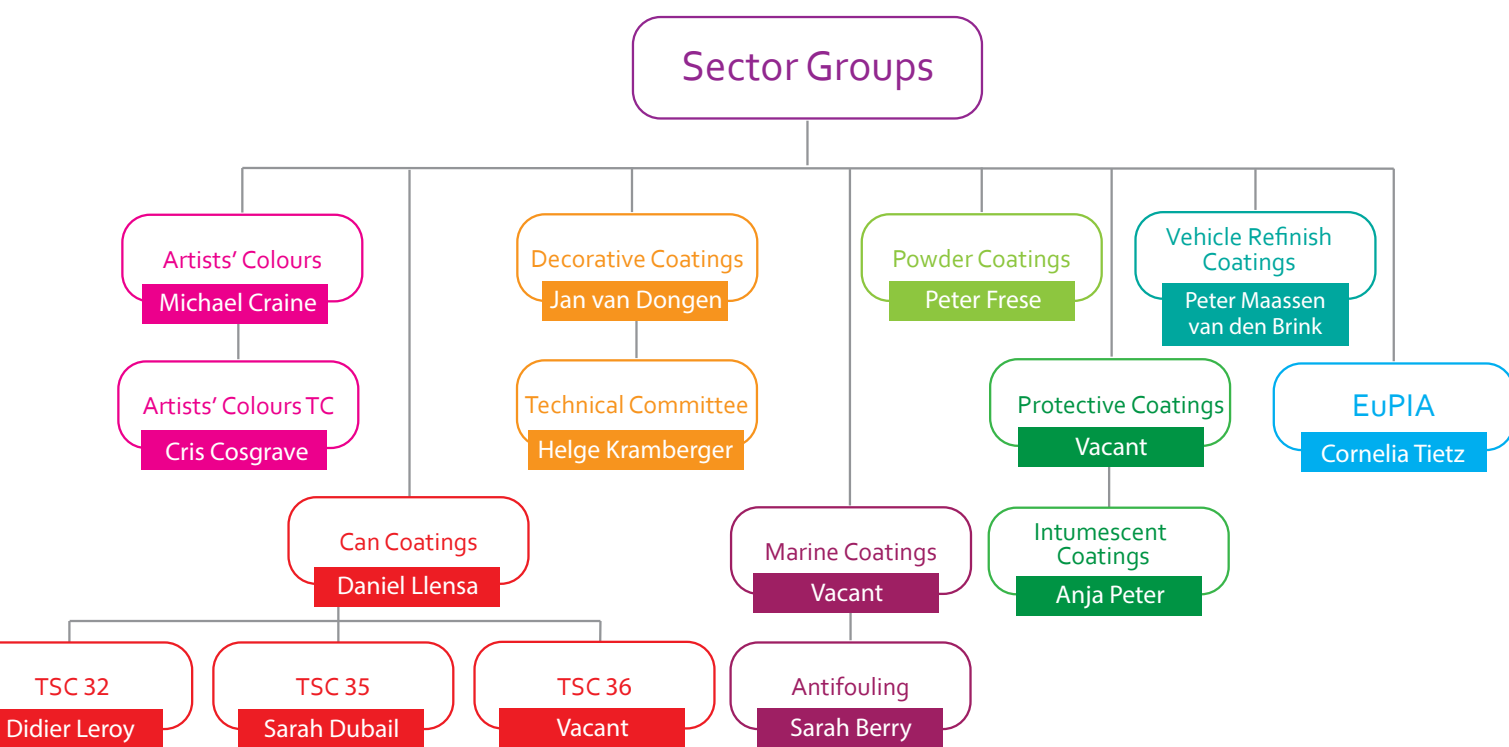 Sector Groups
Artists’ Colours
Michael Craine
Decorative Coatings
Jan van Dongen
Powder Coatings
Peter Frese
Vehicle Refinish
Coatings
Peter Maassen
van den Brink
Artists’ Colours TC
Cris Cosgrave
Technical Committee
Helge Kramberger
Protective Coatings
Vacant
EuPIA
Cornelia Tietz
Can Coatings
Daniel Llensa
Marine Coatings
Vacant
Intumescent
Coatings
Anja Peter
TSC 32
Didier Leroy
TSC 35
Sarah Dubail
TSC 36
Vacant
Antifouling
Sarah Berry